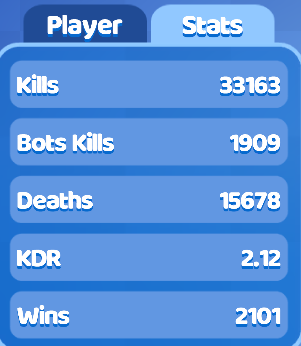 Player Stats
Kills 33163
Bots Kills 1909
Deaths 15678
KDR 2.12
Wins 2101